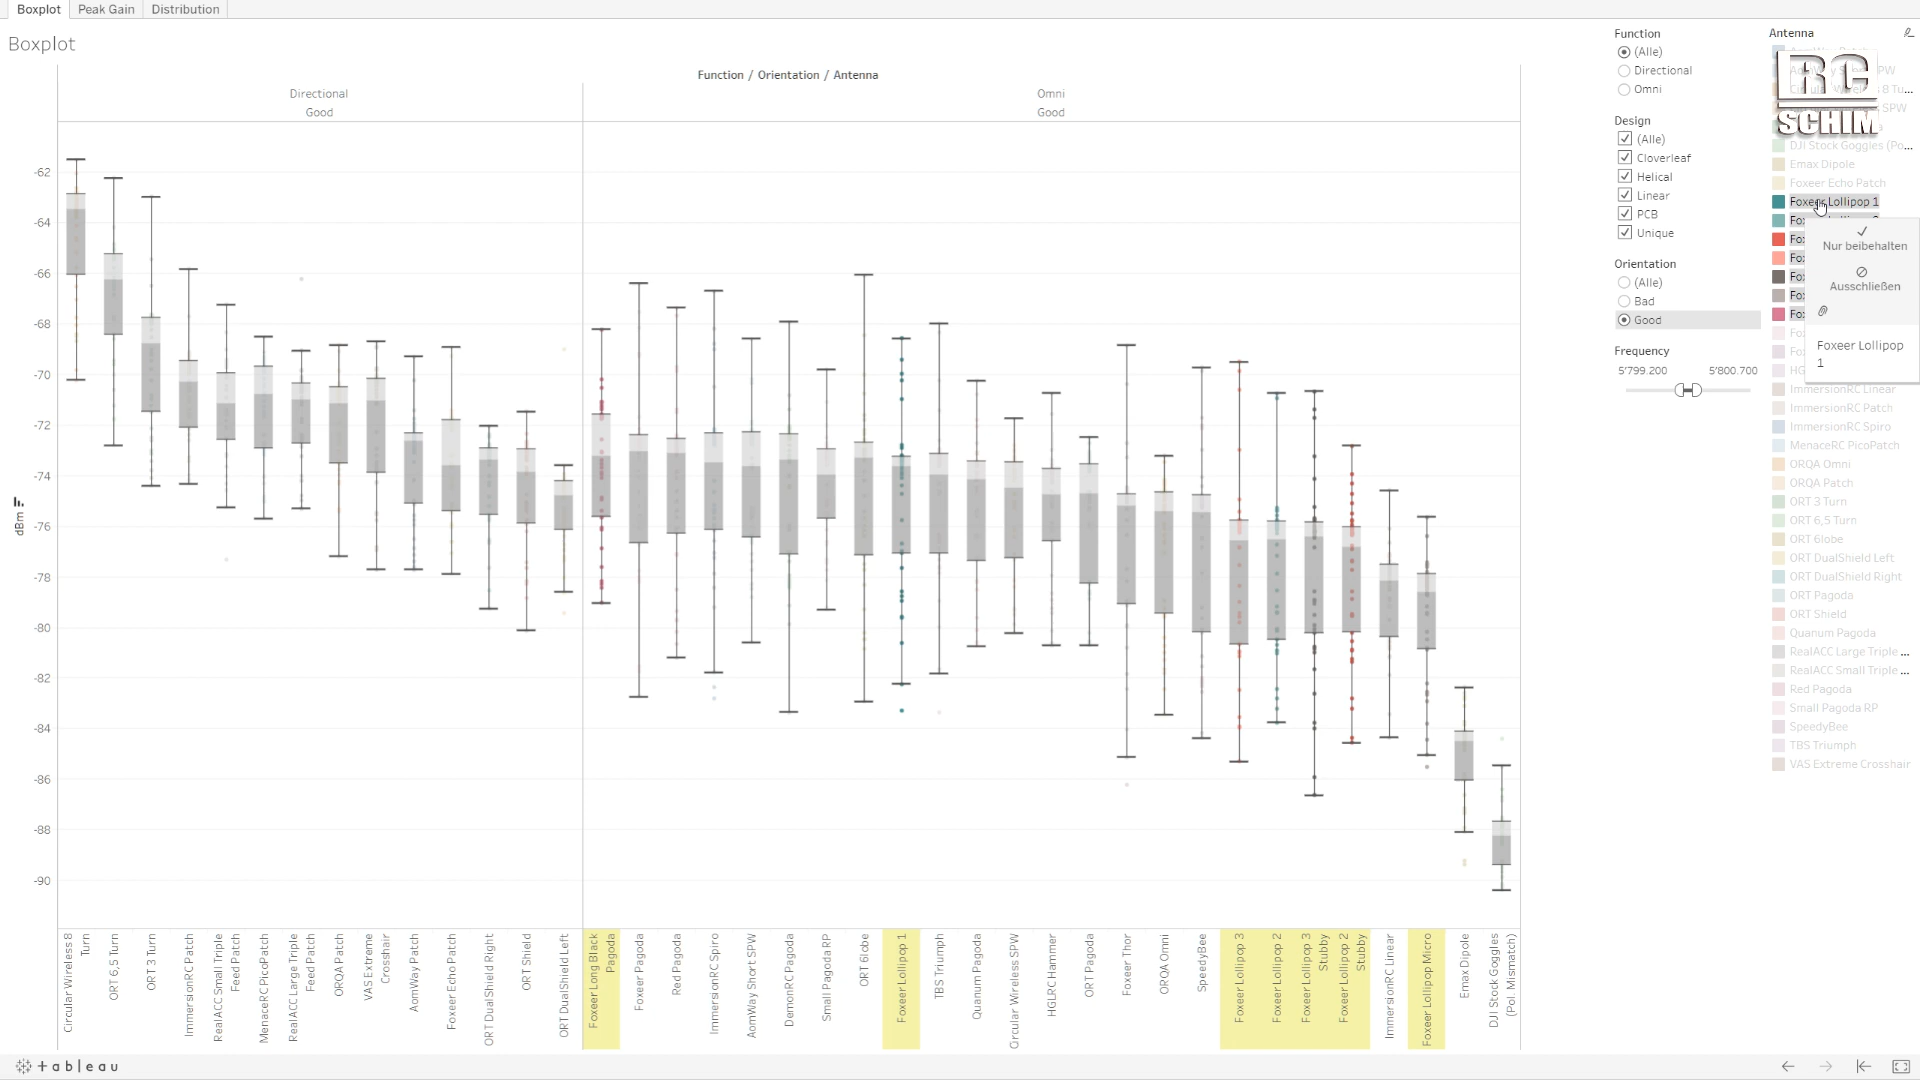 Boxplot
Peak Gain
Distribution
Boxplot
Function / Orientation / Antenna
Directional
Good
Omni
Good
dBm
-62
-64
-66
-68
-70
-72
-74
-76
-78
-80
-82
-84
-86
-88
-90
Circular Wireless 8
Turn
ORT 6,5 Turn
ORT 3 Turn
ImmersionRC Patch
RealACC Small Triple
Feed Patch
MenaceRC PicoPatch
RealACC Large Triple
Feed Patch
ORQA Patch
VAS Extreme
Crosshair
AomWay Patch
Foxeer Echo Patch
ORT DualShield Right
ORT Shield
ORT DualShield Left
Foxeer Long Black
Pagoda
Foxeer Pagoda
Red Pagoda
ImmersionRC Spiro
AomWay Short SPW
DemonRC Pagoda
Small Pagoda RP
ORT 6lobe
Foxeer Lollipop 1
TBS Triumph
Quanum Pagoda
Circular Wireless SPW
HGLRC Hammer
ORT Pagoda
Foxeer Thor
ORQA Omni
SpeedyBee
Foxeer Lollipop 3
Foxeer Lollipop 2
Foxeer Lollipop 3
Stubby
Foxeer Lollipop 2
Stubby
ImmersionRC Linear
Foxeer Lollipop Micro
Emax Dipole
DJI Stock Goggles
(Pol. Mismatch)
Function
(Alle)
Directional
Omni
Design
(Alle)
Cloverleaf
Helical
Linear
PCB
Unique
Orientation
(Alle)
Bad
Good
Frequency
5'799.200
5'800.700
Antenna
RC
SCHIM
DJI Stock Goggles (Po...
Emax Dipole
Foxeer Echo Patch
Foxeer Lollipop 1
Nur beibehalten
Ausschließen
Foxeer Lollipop
1
ImmersionRC Linear
ImmersionRC Patch
ImmersionRC Spiro
MenaceRC PicoPatch
ORQA Omni
ORQA Patch
ORT 3 Turn
ORT 6,5 Turn
ORT 6lobe
ORT DualShield Left
ORT DualShield Right
ORT Pagoda
ORT Shield
Quanum Pagoda
RealACC Large Triple ...
RealACC Small Triple ...
Red Pagoda
Small Pagoda RP
SpeedyBee
TBS Triumph
VAS Extreme Crosshair
+ableau